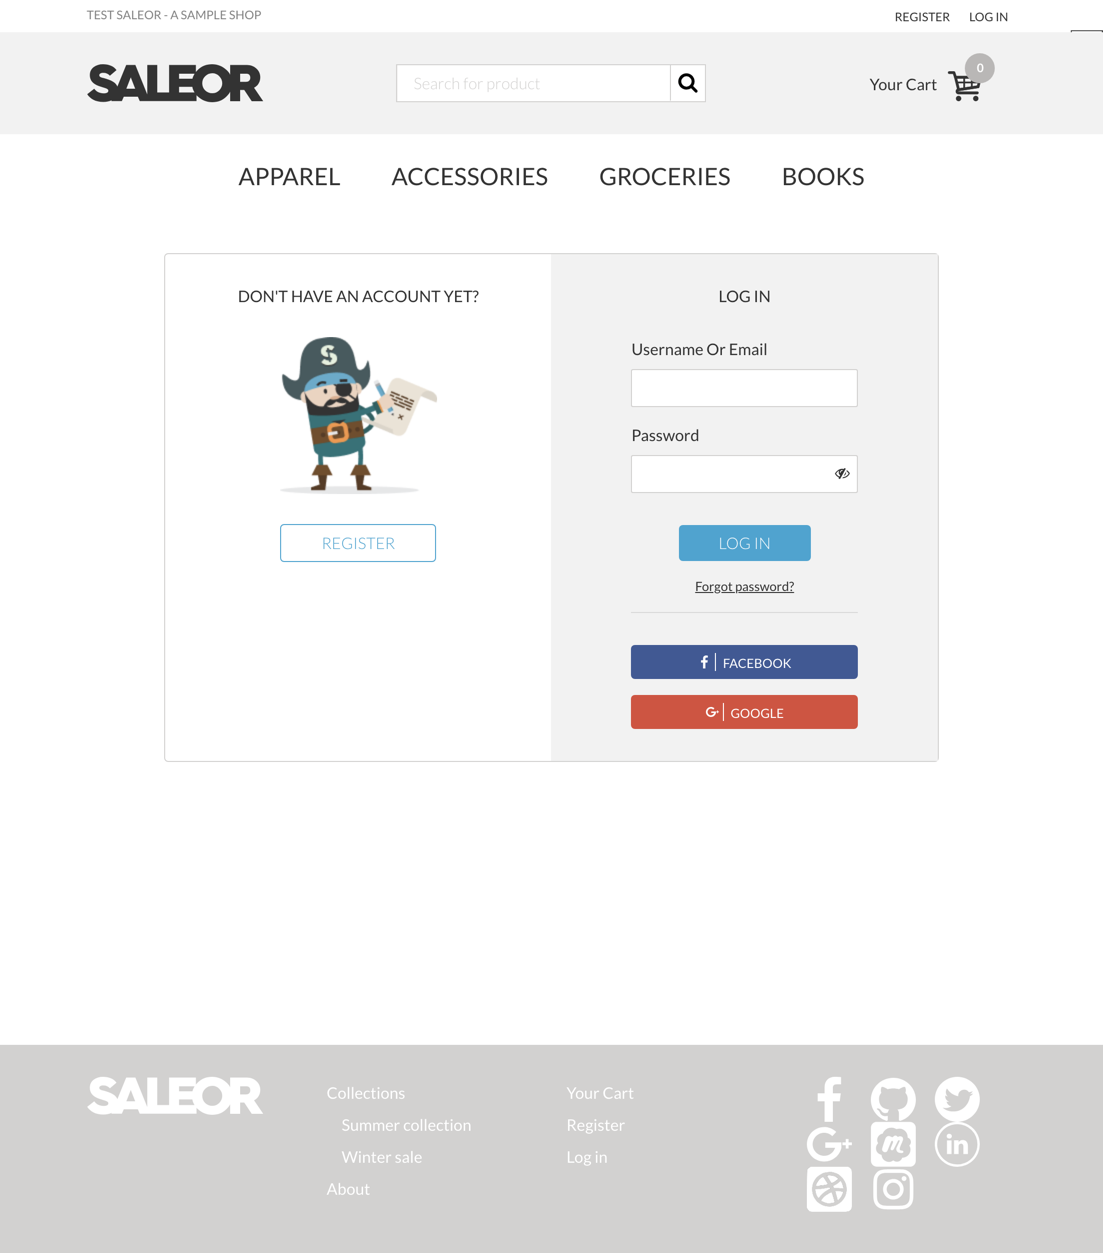 TEST SALEOR - A SAMPLE SHOP
REGISTER LOG IN
SALEOR
Search for product
Your Cart 0
APPAREL ACCESSORIES GROCERIES BOOKS
DON'T HAVE AN ACCOUNT YET?
S
REGISTER
LOG IN
Username Or Email
Password
LOG IN
Forgot password?
FACEBOOK
GOOGLE
SALEOR
Collections
Summer collection
Winter sale
About
Your Cart
Register
Log in